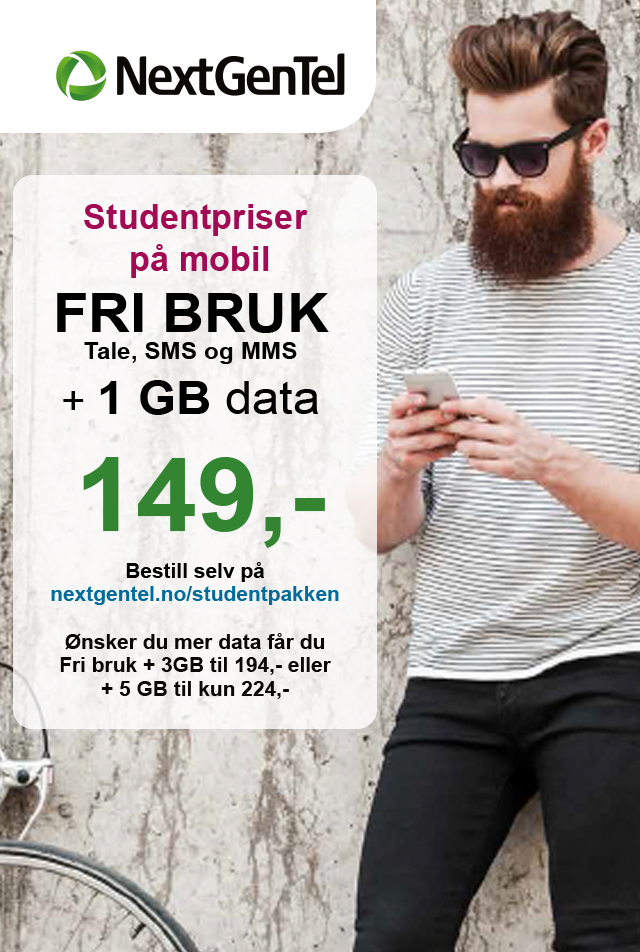 NextGenTel
Studentpriser
på mobil
FRI BRUK
Tale, SMS og MMS
+ 1 GB data
149,-
Bestill selv på
nextgentel.no/studentpakken
Ønsker du mer data får du
Fri bruk + 3GB til 194,- eller
+ 5 GB til kun 224,-